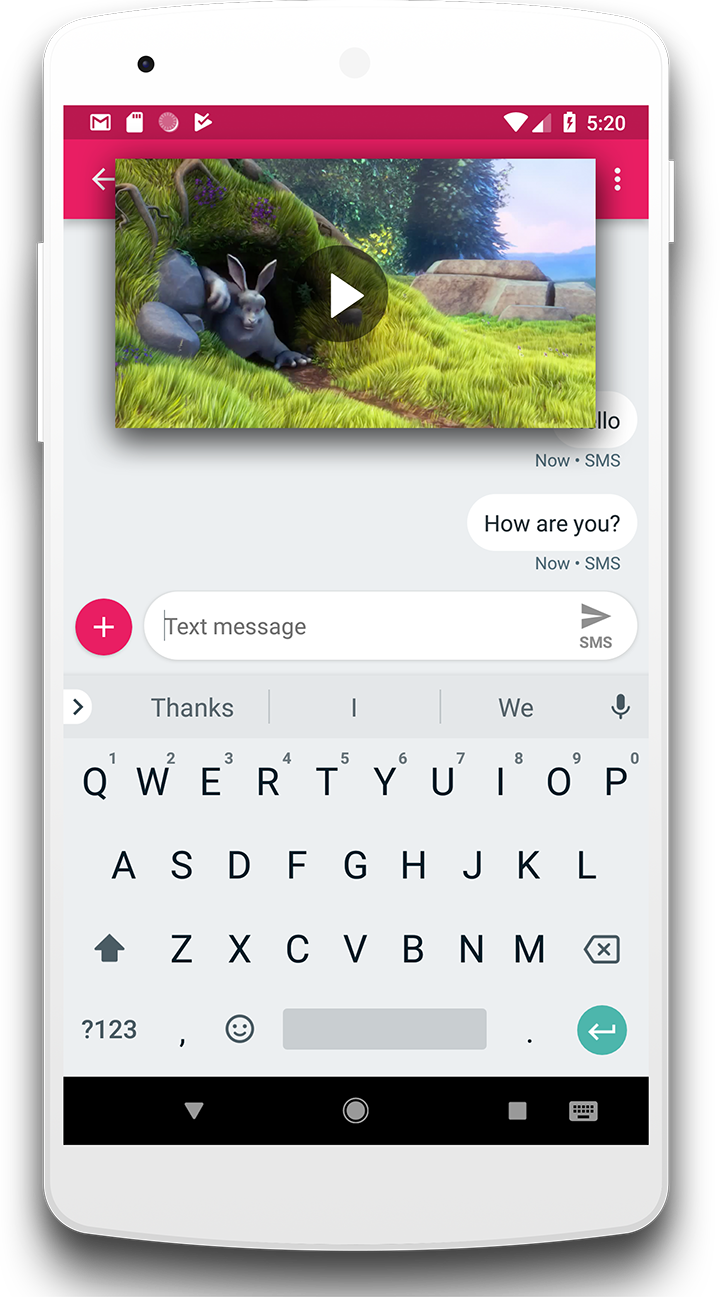 5:20
llo
Now • SMS
How are you?
Now • SMS
Text message
SMS
Thanks I We
1 2 3 4 5 6 7 8 9 0
Q W E R T Y U I O P
A S D F G H J K L
Z X C V B N M
?123 , .